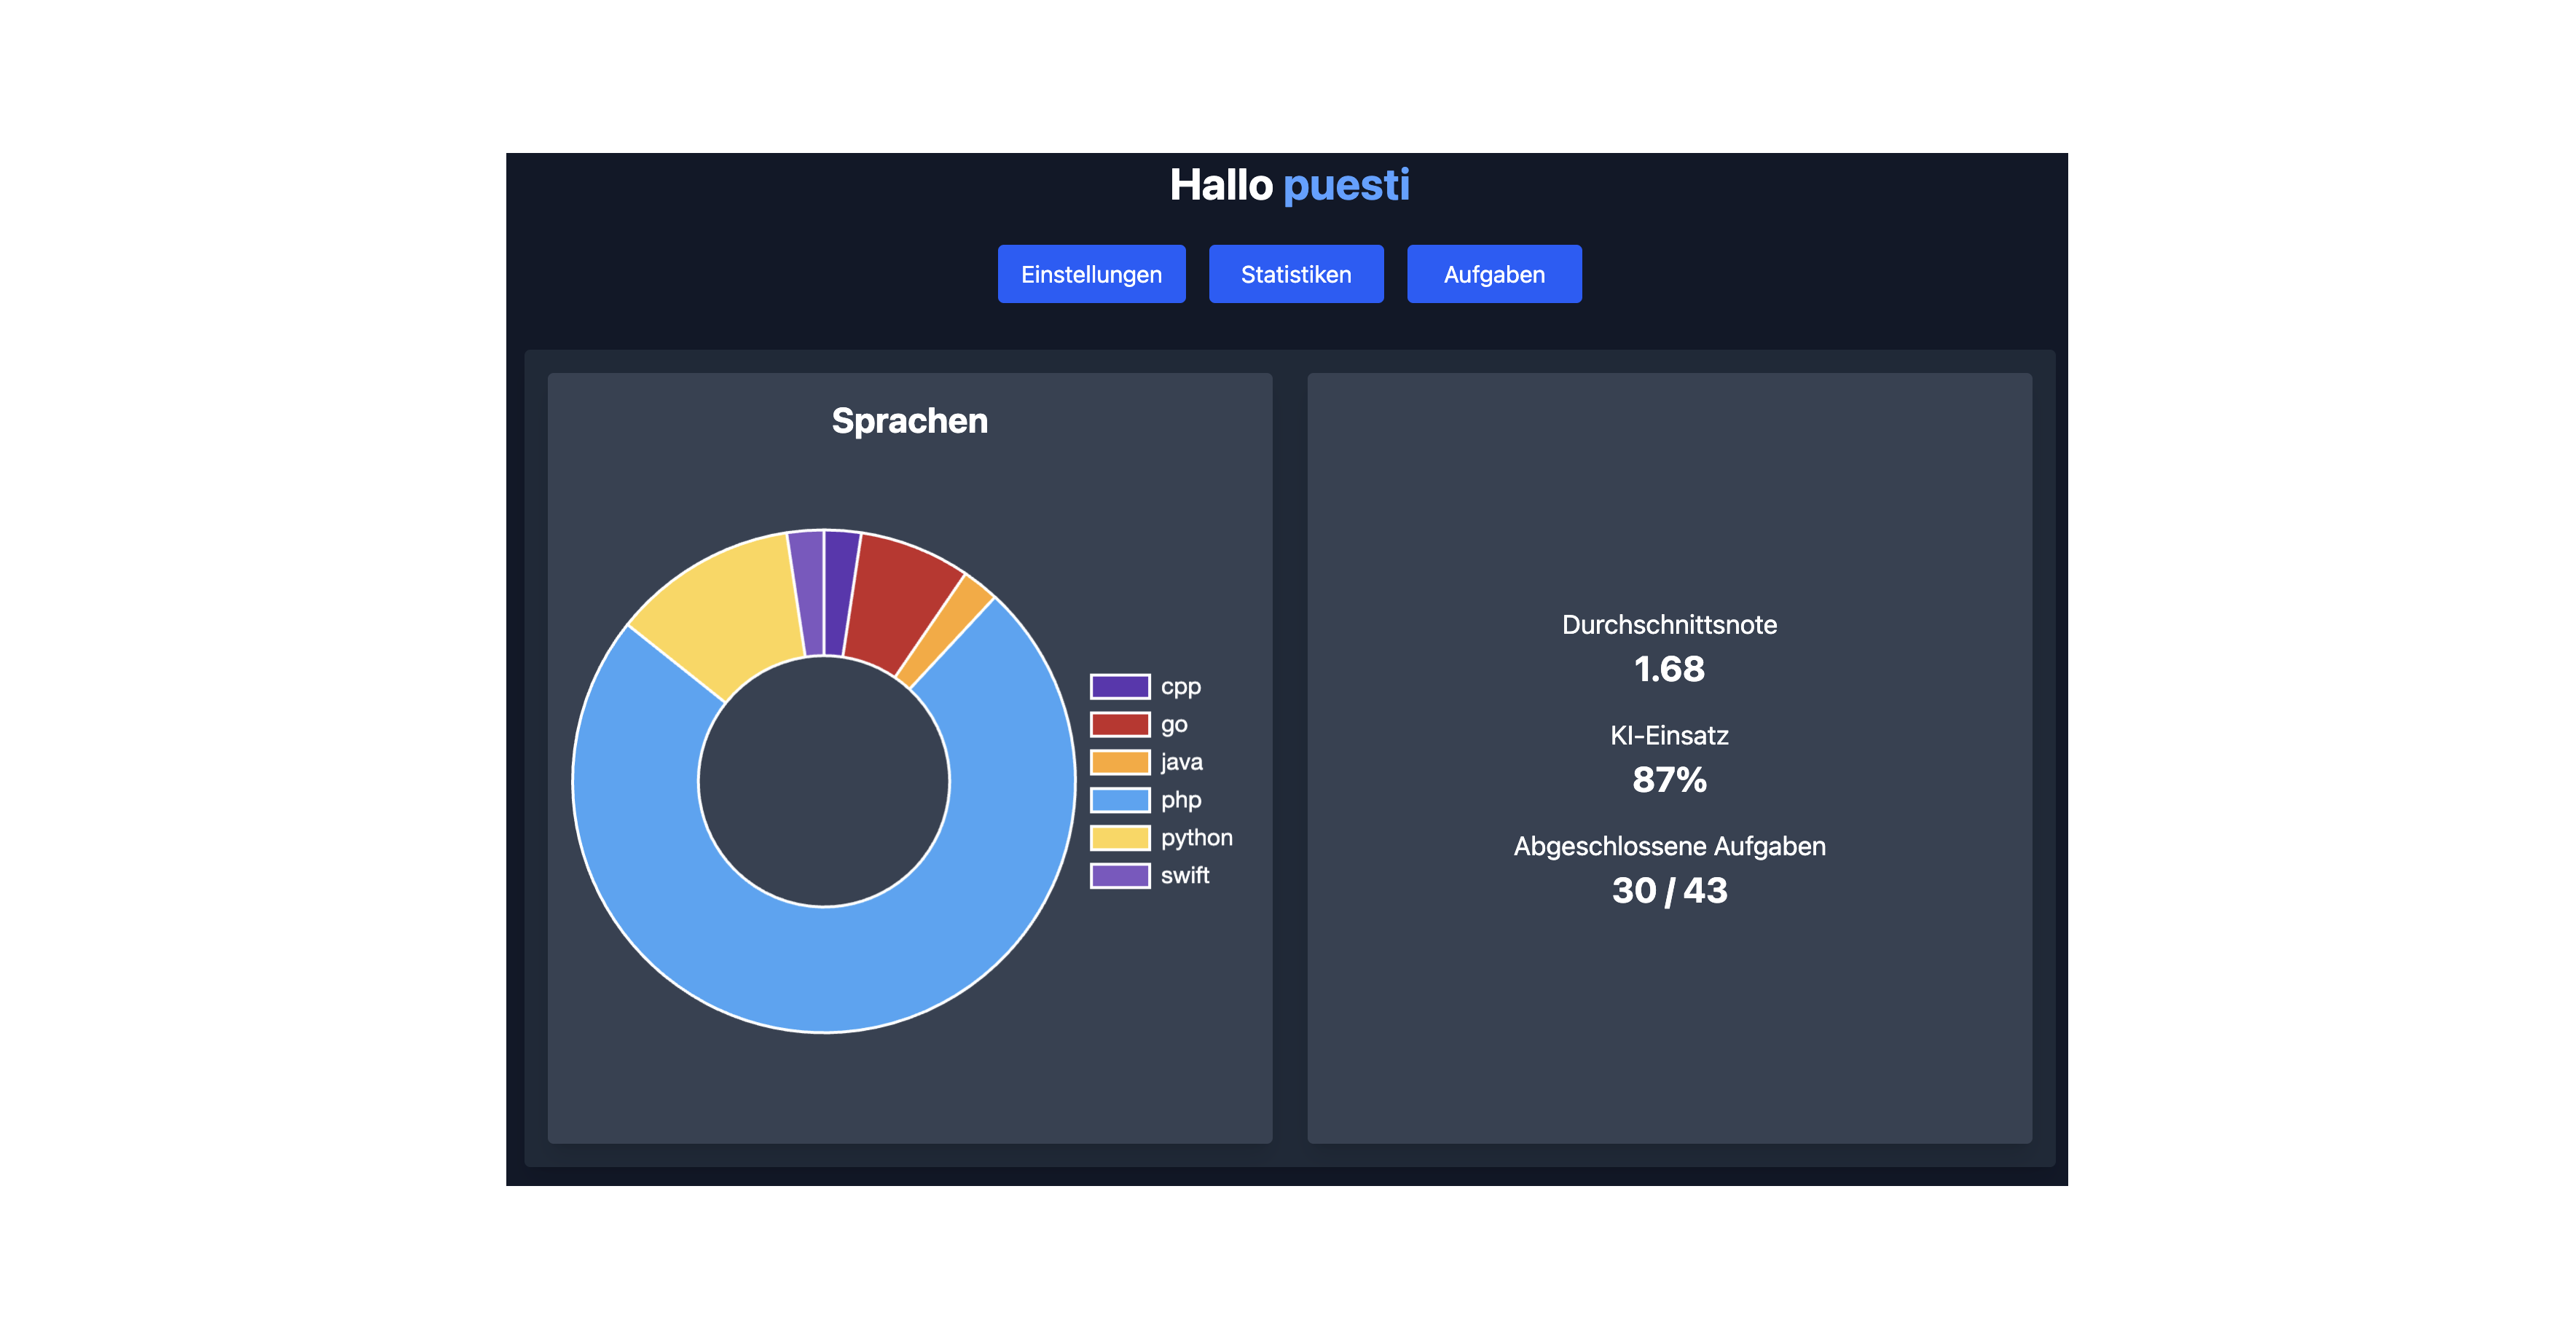 Hallo puesti
Einstellungen
Statistiken
Aufgaben
Sprachen
cpp
go
java
php
python
swift
Durchschnittsnote
1.68
KI-Einsatz
87%
Abgeschlossene Aufgaben
30 / 43